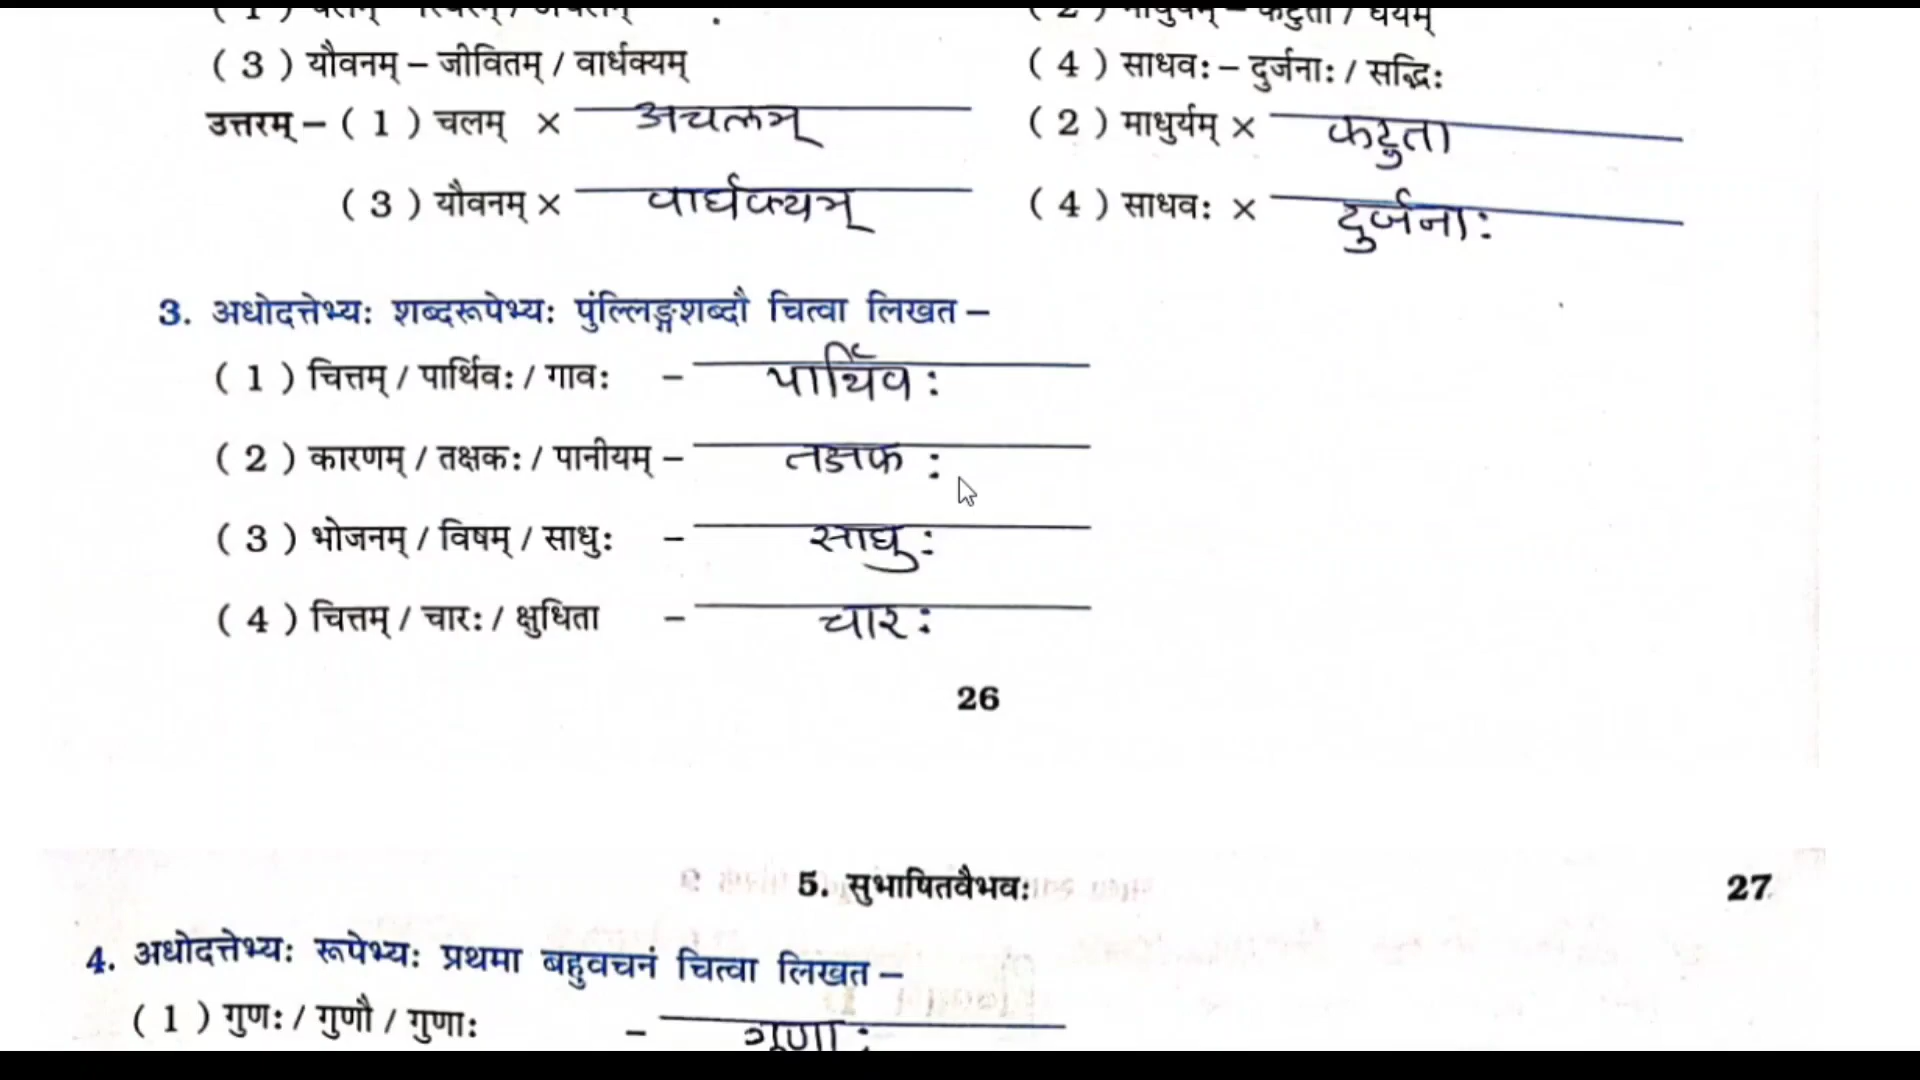 ( 3 ) यौवनम् – जीवितम् / वार्धक्यम् ( 4 ) साधवः – दुर्जनाः / सद्भिः
उत्तरम् – ( 1 ) चलम् × अचलम् ( 2 ) माधुर्यम् × कटुता
( 3 ) यौवनम् × वार्धक्यम् ( 4 ) साधवः × दुर्जनाः
3. अधोदत्तेभ्यः शब्दरूपेभ्यः पुंल्लिङ्गशब्दौ चित्वा लिखत –
( 1 ) चित्तम् / पार्थिवः / गावः – पार्थिवः
( 2 ) कारणम् / तक्षकः / पानीयम् – तक्षकः
( 3 ) भोजनम् / विषम् / साधुः – साधुः
( 4 ) चित्तम् / चारः / क्षुधिता – चारः
26
5. सुभाषितवैभवः 27
4. अधोदत्तेभ्यः रूपेभ्यः प्रथमा बहुवचनं चित्वा लिखत –
( 1 ) गुणः / गुणौ / गुणाः – गुणाः